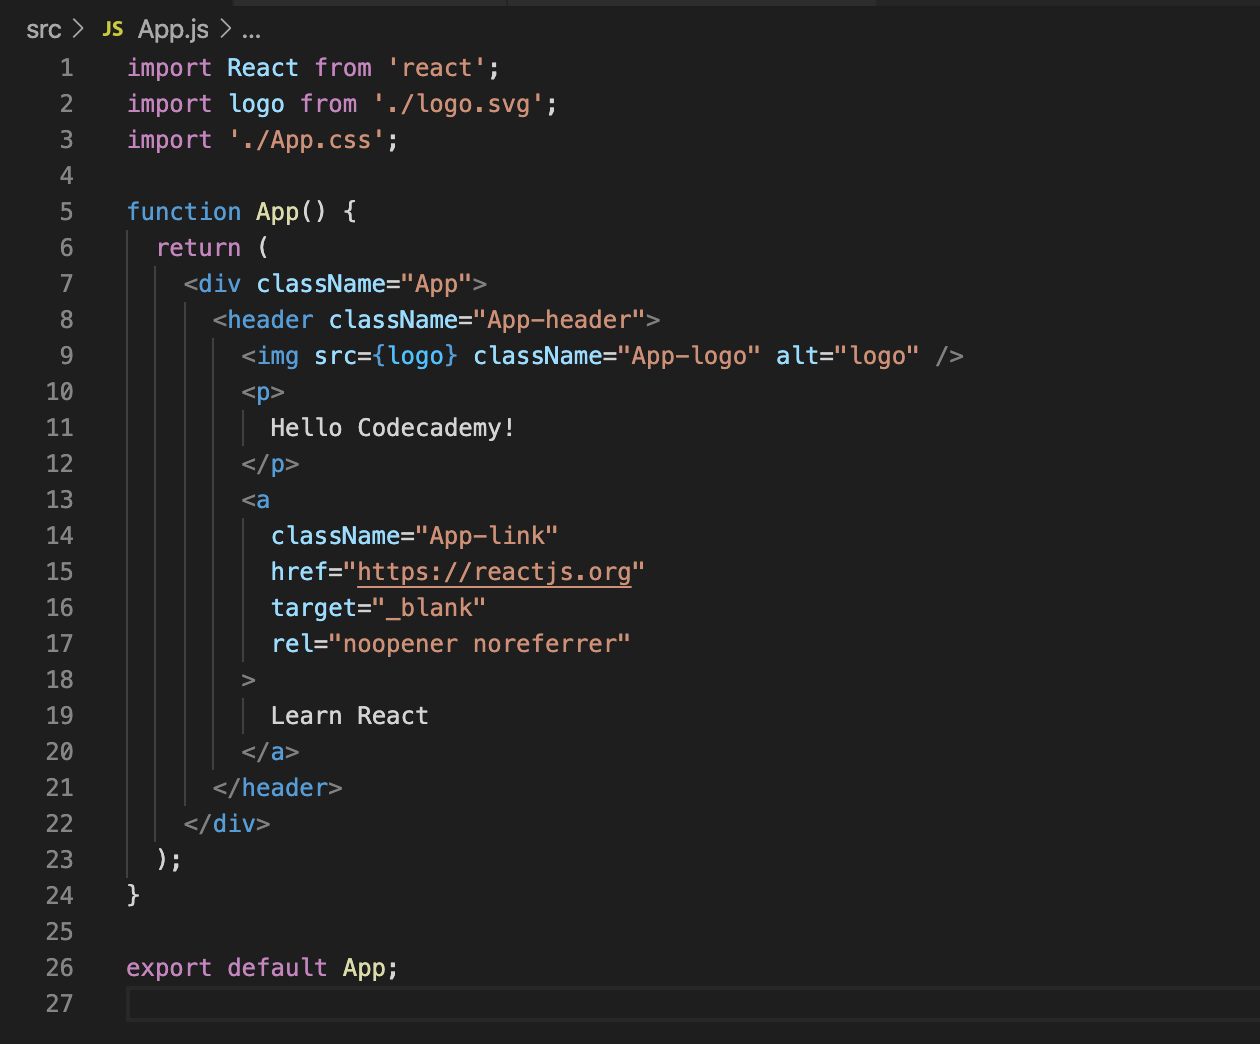 src > JS App.js > ...
1 import React from 'react';
2 import logo from './logo.svg';
3 import './App.css';
4
5 function App() {
6   return (
7     <div className="App">
8       <header className="App-header">
9         <img src={logo} className="App-logo" alt="logo" />
10         <p>
11           Hello Codecademy!
12         </p>
13         <a
14           className="App-link"
15           href="https://reactjs.org"
16           target="_blank"
17           rel="noopener noreferrer"
18         >
19           Learn React
20         </a>
21       </header>
22     </div>
23   );
24 }
25
26 export default App;
27